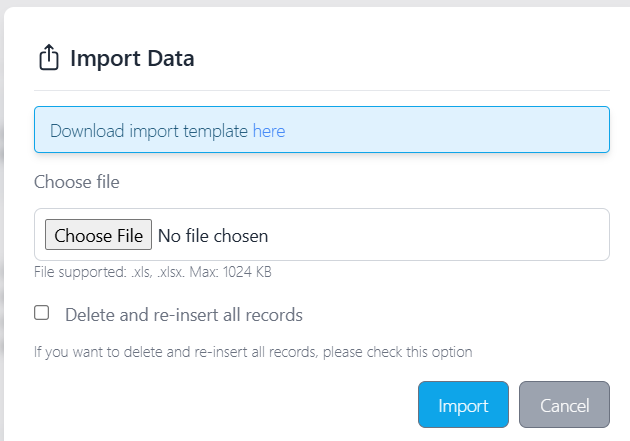 Import Data
Download import template here
Choose file
Choose File No file chosen
File supported: .xls, .xlsx. Max: 1024 KB
Delete and re-insert all records
If you want to delete and re-insert all records, please check this option
Import Cancel